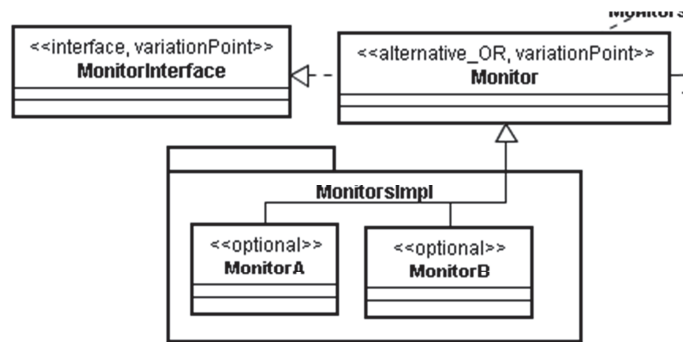 <<interface, variationPoint>>
MonitorInterface
<<alternative_OR, variationPoint>>
Monitor
MonitorsImpl
<<optional>>
MonitorA
<<optional>>
MonitorB